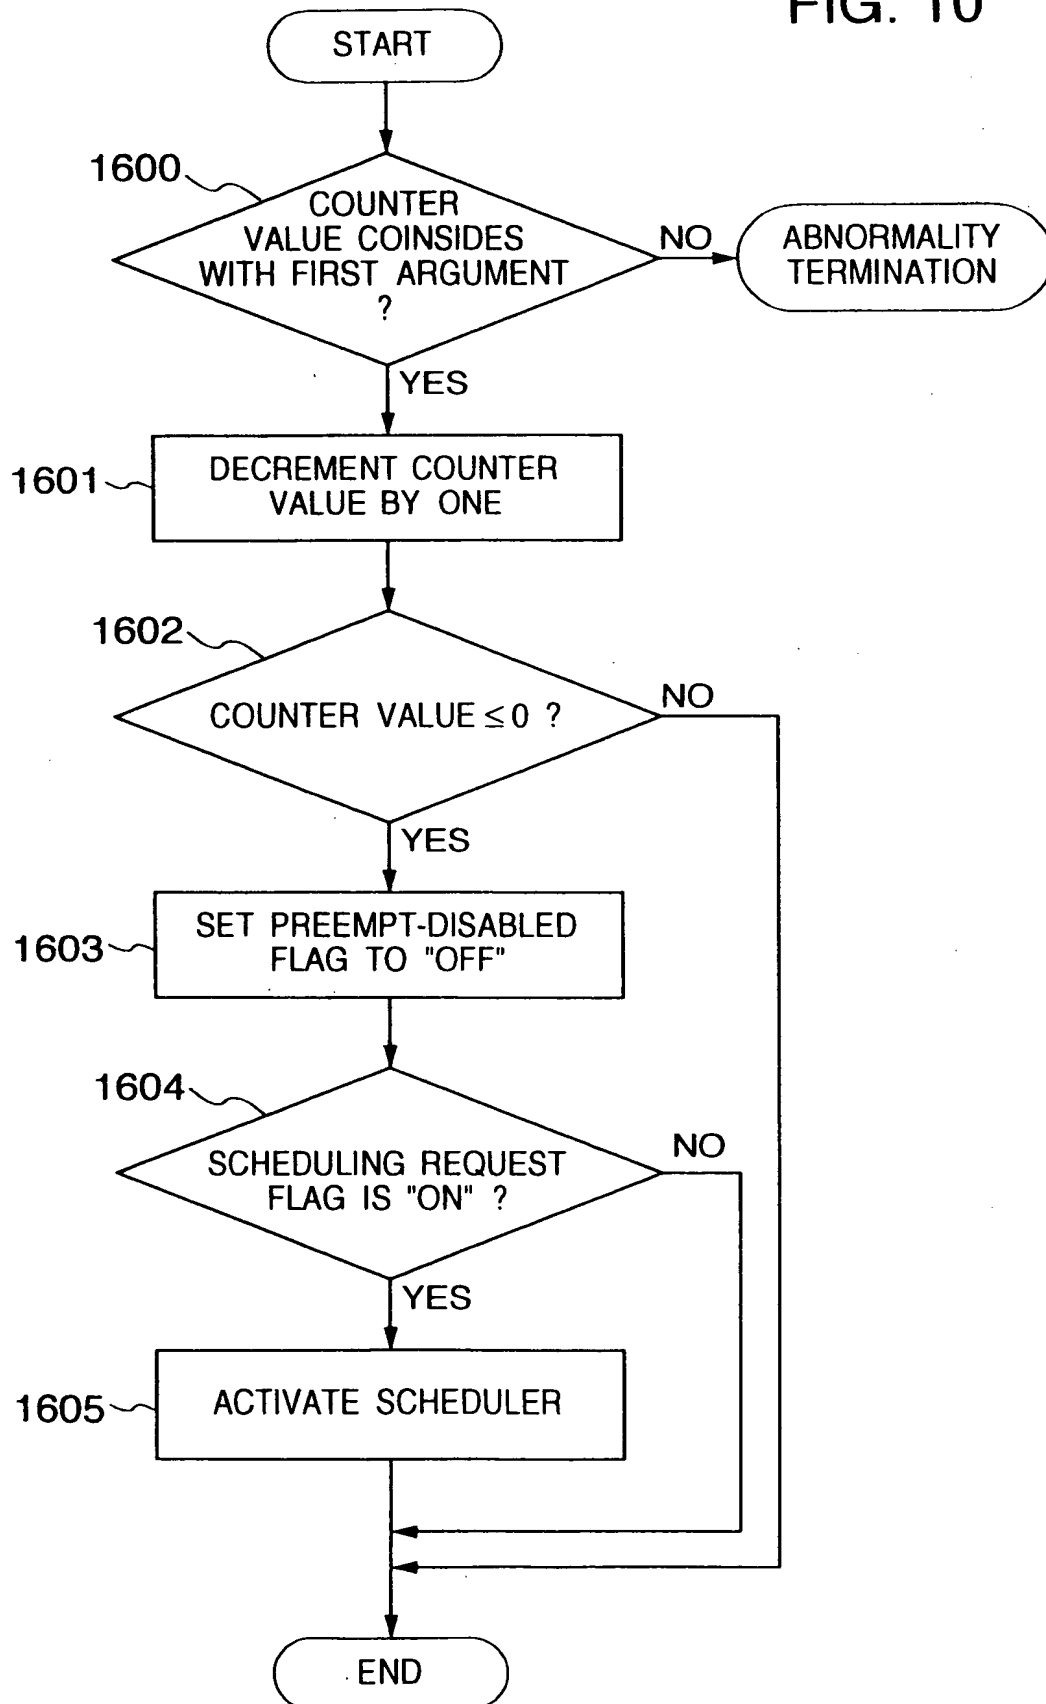 FIG. 10
START
1600
COUNTER
VALUE COINSIDES
WITH FIRST ARGUMENT
?
NO
ABNORMALITY
TERMINATION
YES
1601
DECREMENT COUNTER
VALUE BY ONE
1602
COUNTER VALUE ≤ 0 ?
NO
YES
1603
SET PREEMPT-DISABLED
FLAG TO "OFF"
1604
SCHEDULING REQUEST
FLAG IS "ON" ?
NO
YES
1605
ACTIVATE SCHEDULER
END